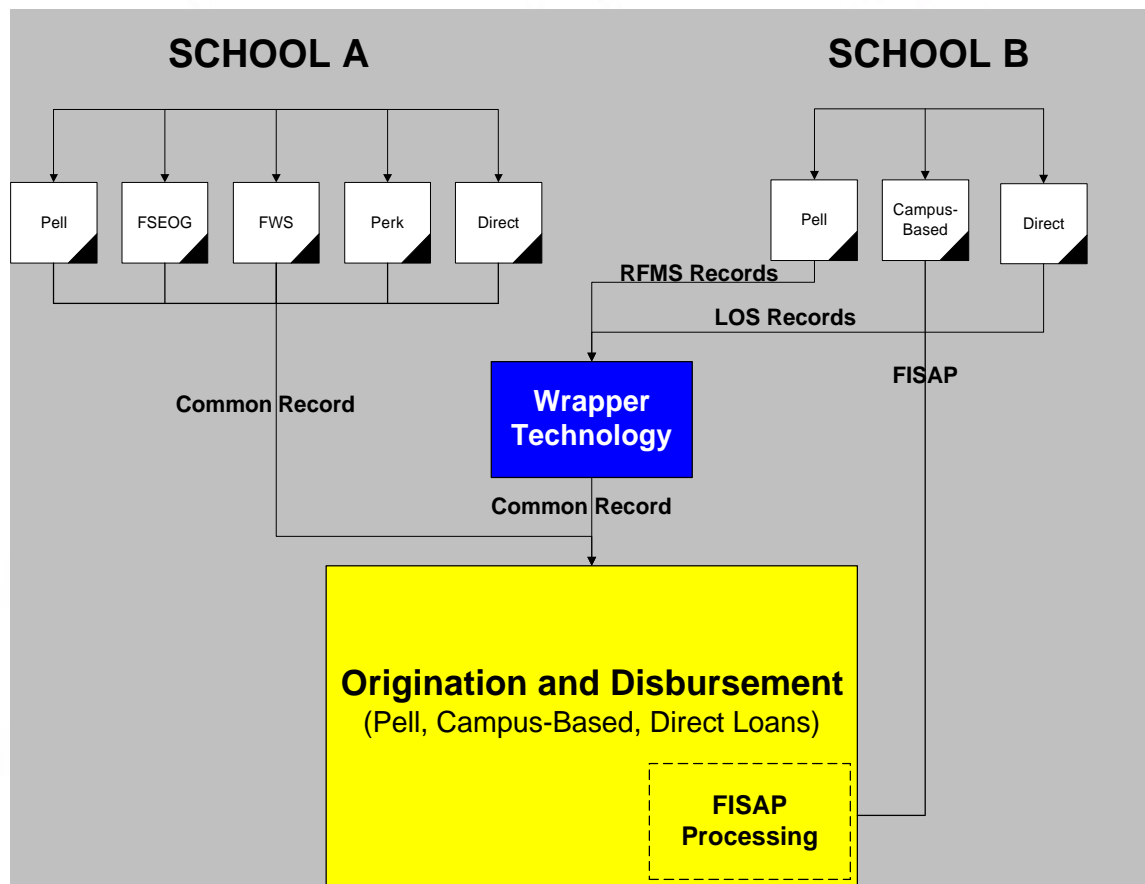 SCHOOL A
SCHOOL B
Pell
FSEOG
FWS
Perk
Direct
Pell
Campus-
Based
Direct
RFMS Records
LOS Records
FISAP
Common Record
Wrapper
Technology
Common Record
Origination and Disbursement
(Pell, Campus-Based, Direct Loans)
FISAP
Processing